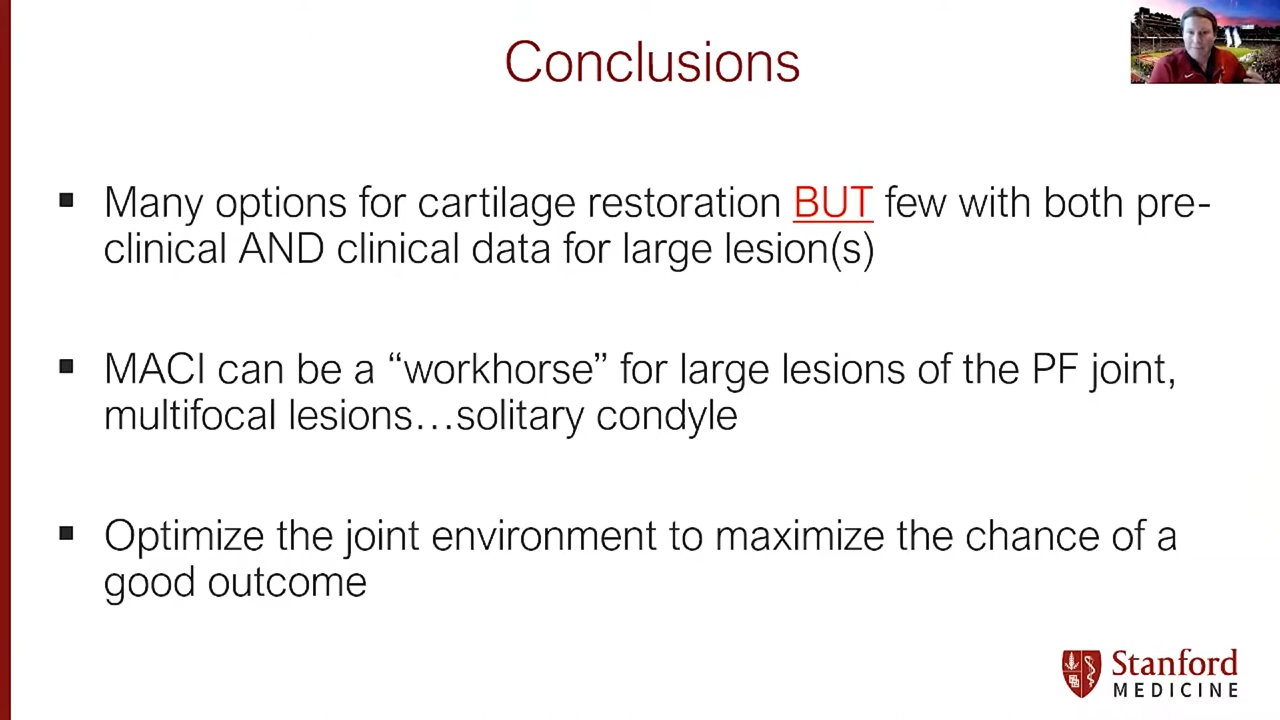 Conclusions
Many options for cartilage restoration BUT few with both pre-
clinical AND clinical data for large lesion(s)
MACI can be a “workhorse” for large lesions of the PF joint,
multifocal lesions…solitary condyle
Optimize the joint environment to maximize the chance of a
good outcome
Stanford
MEDICINE